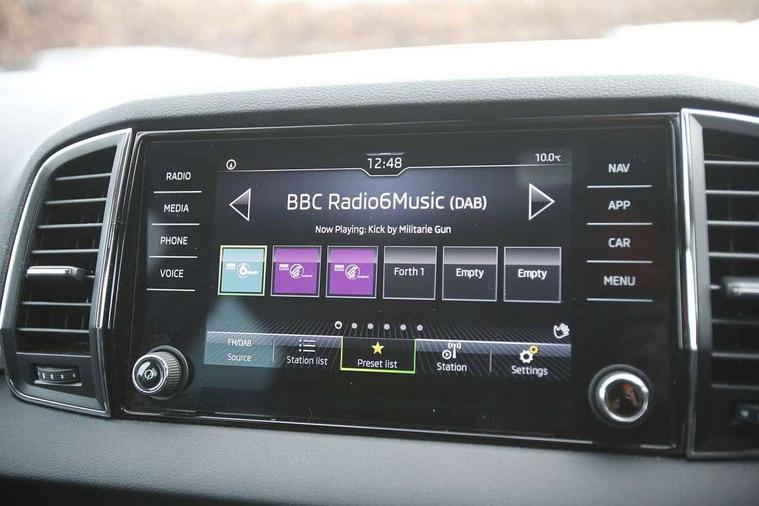 12:48
10.0°C
RADIO
MEDIA
PHONE
VOICE
BBC Radio6Music (DAB)
Now Playing: Kick by Militarie Gun
6
Forth 1
Empty
Empty
FM/DAB
Source
Station list
Preset list
Station
Settings
NAV
APP
CAR
MENU